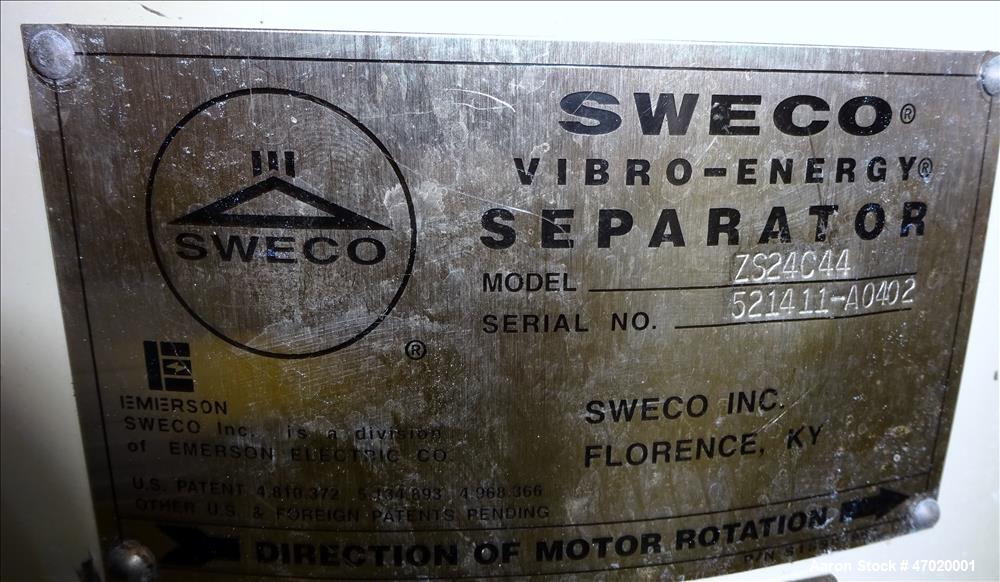 SWECO
®
SWECO®
VIBRO-ENERGY®
SEPARATOR
MODEL ZS24C44
SERIAL NO. 521411-A0402
EMERSON
SWECO Inc. is a division
of EMERSON ELECTRIC CO.
SWECO INC.
FLORENCE, KY
U.S. PATENT 4,810,372 5,134,893 4,968,366
OTHER U.S. & FOREIGN PATENTS PENDING
DIRECTION OF MOTOR ROTATION
P/N
Aaron Stock # 47020001